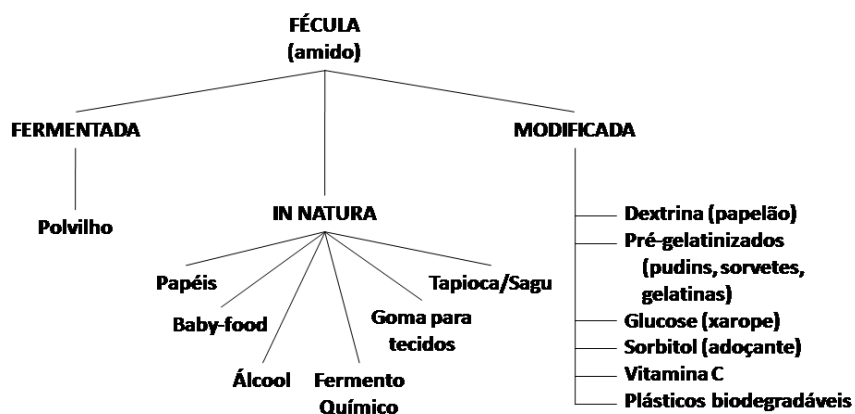 FÉCULA
(amido)
FERMENTADA
MODIFICADA
Polvilho
IN NATURA
Papéis
Baby-food
Álcool
Fermento
Químico
Goma para
tecidos
Tapioca/Sagu
Dextrina (papelão)
Pré-gelatinizados
(pudins, sorvetes,
gelatinas)
Glucose (xarope)
Sorbitol (adoçante)
Vitamina C
Plásticos biodegradáveis